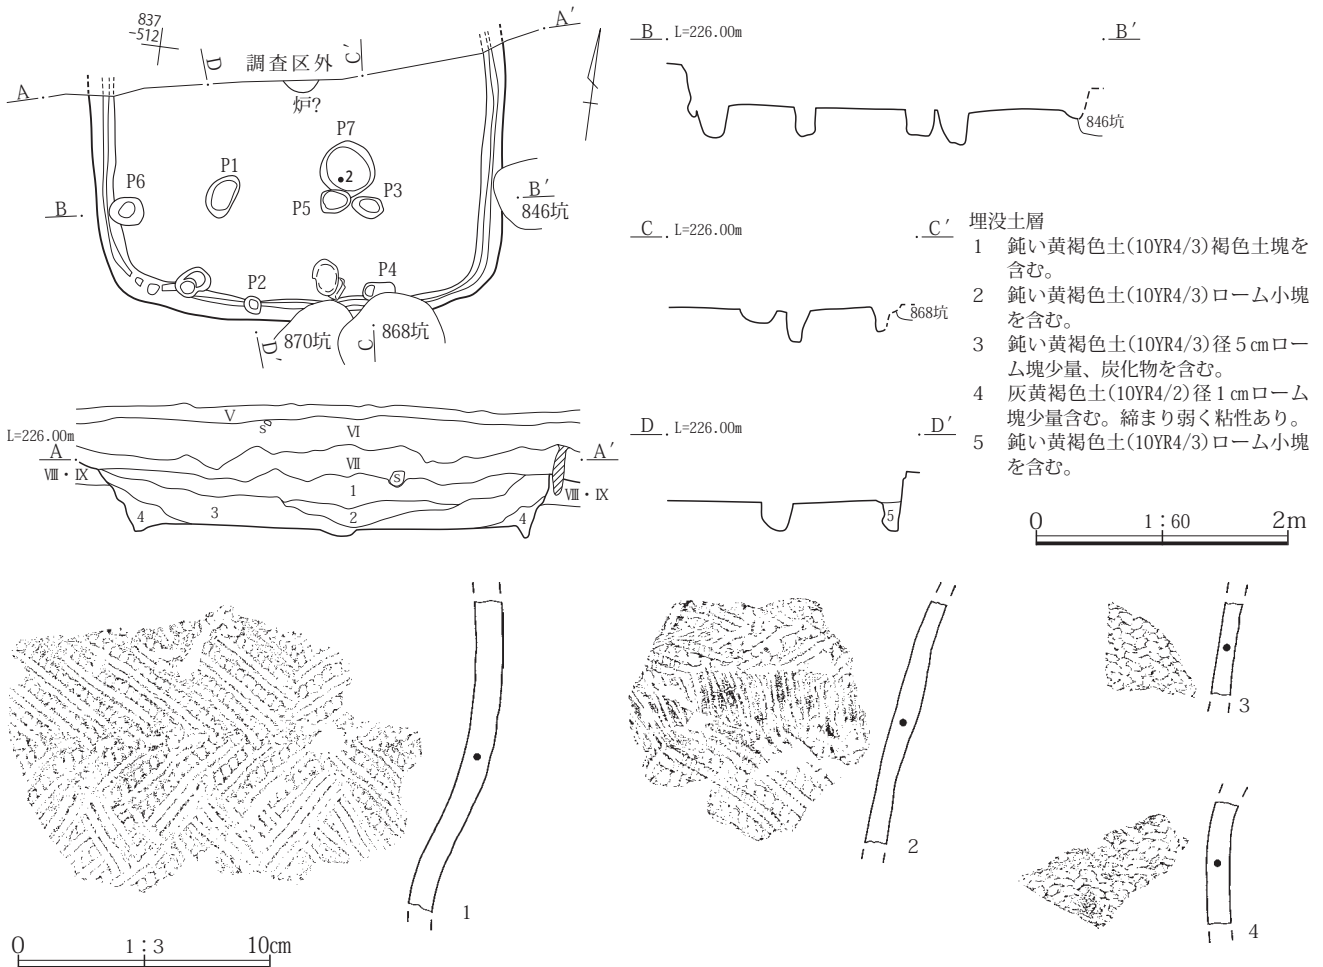 837
-512
D
調査区外
C′
A′
A
炉?
P7
P1
2
P6
P5
P3
B
B′
846坑
P2
P4
870坑
868坑
D′
C
B L=226.00m B′
846坑
C L=226.00m C′
868坑
D L=226.00m D′
5
埋没土層
1 鈍い黄褐色土(10YR4/3)褐色土塊を
含む。
2 鈍い黄褐色土(10YR4/3)ローム小塊
を含む。
3 鈍い黄褐色土(10YR4/3)径5㎝ロー
ム塊少量、炭化物を含む。
4 灰黄褐色土(10YR4/2)径1㎝ローム
塊少量含む。締まり弱く粘性あり。
5 鈍い黄褐色土(10YR4/3)ローム小塊
を含む。
0 1:60 2m
V
S
Ⅵ
L=226.00m
A
A′
Ⅶ
Ⅷ・Ⅸ
S
Ⅷ・Ⅸ
1
3
4
2
4
1
2
3
4
0 1:3 10㎝